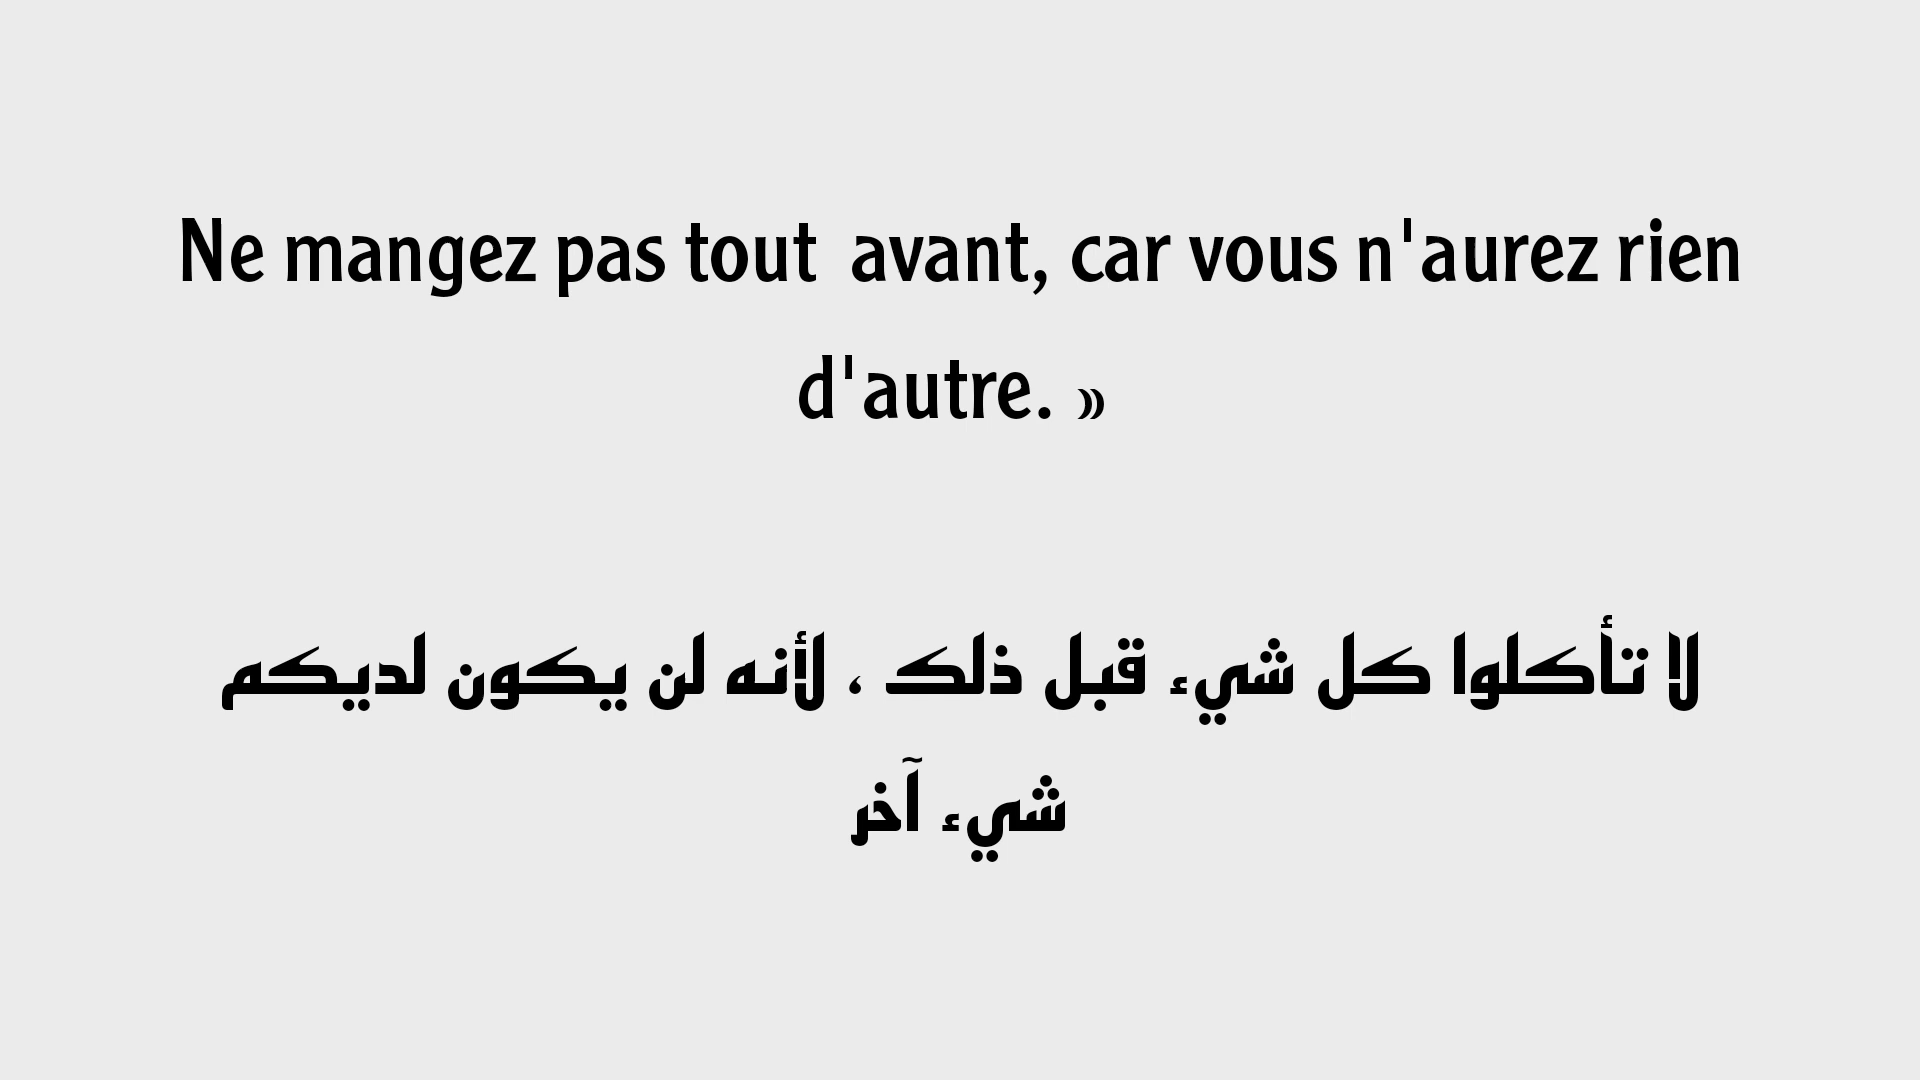 Ne mangez pas tout  avant, car vous n'aurez rien
d'autre. »
لا تأكلوا كل شيء قبل ذلك ، لأنه لن يكون لديكم
شيء آخر